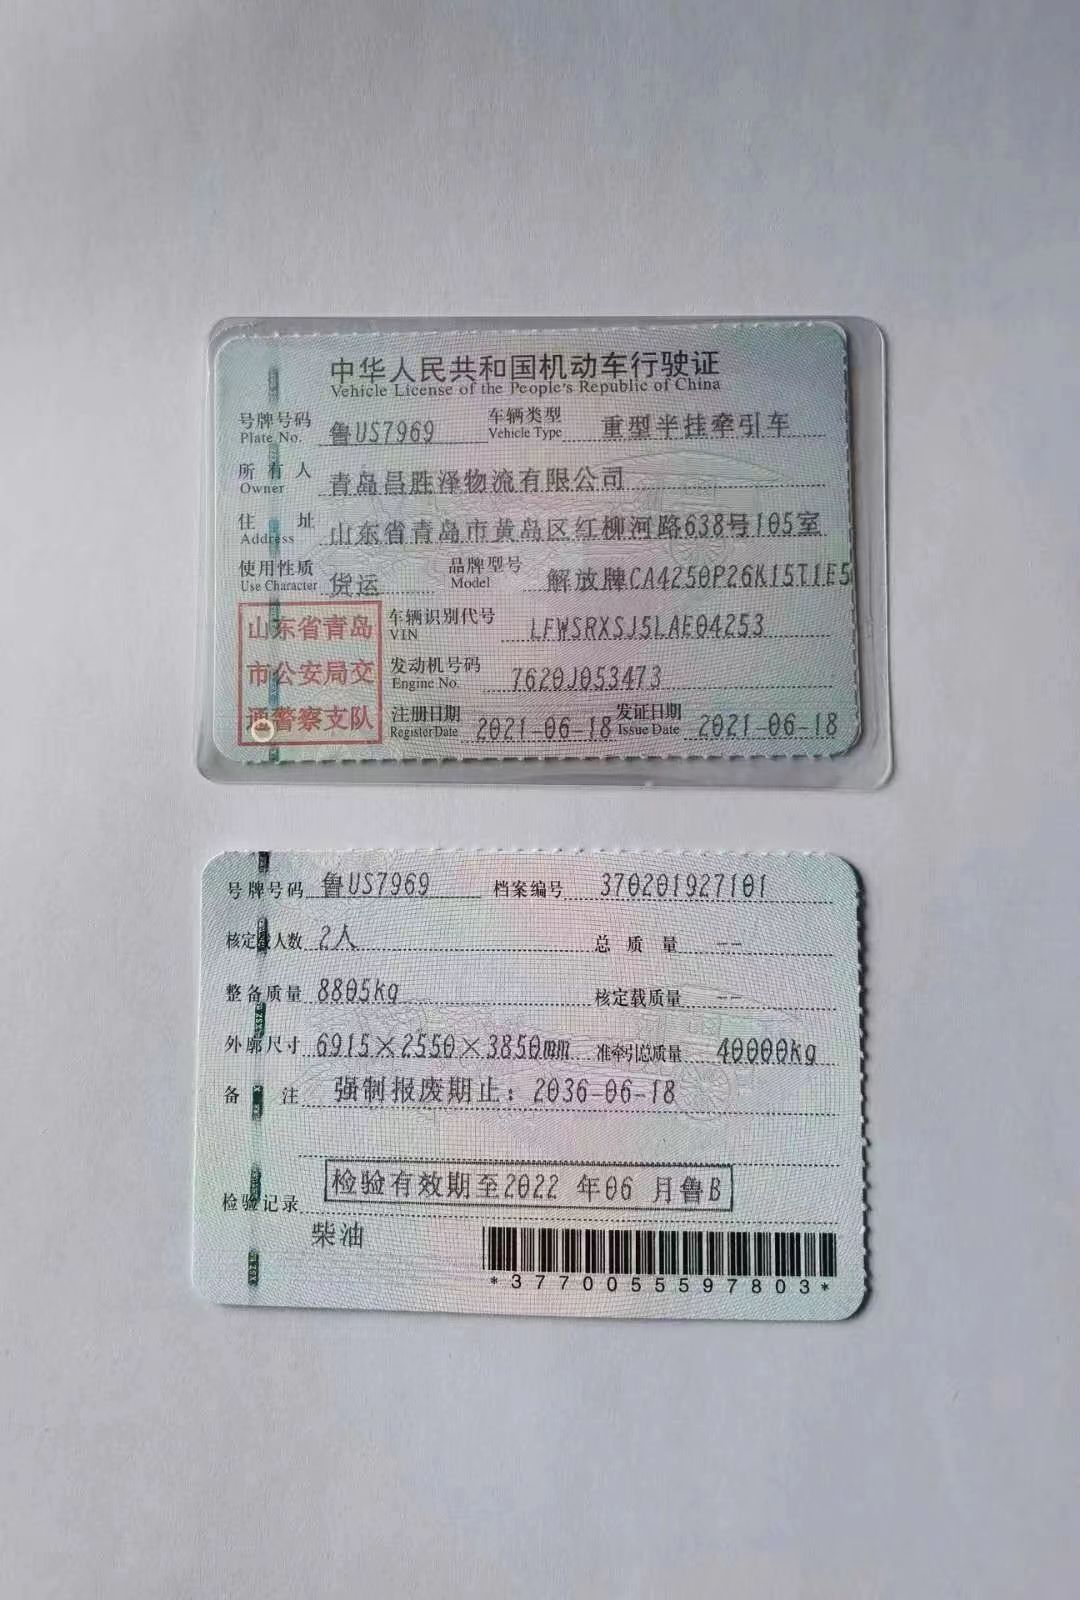 中华人民共和国机动车行驶证
Vehicle License of the People's Republic of China
号牌号码 Plate No. 鲁US7969 车辆类型 Vehicle Type 重型半挂牵引车
所有人 Owner 青岛昌胜泽物流有限公司
住址 Address 山东省青岛市黄岛区红柳河路638号105室
使用性质 Use Character 货运 品牌型号 Model 解放牌CA4250P26K15T1E5
山东省青岛
市公安局交
通警察支队
车辆识别代号 VIN LFWSRXSJ5LAE04253
发动机号码 Engine No. 7620J053473
注册日期 Register Date 2021-06-18 发证日期 Issue Date 2021-06-18
号牌号码 鲁US7969 档案编号 370201927101
核定载人数 2人 总质量 --
整备质量 8805kg 核定载质量 --
外廓尺寸 6915×2550×3850mm 准牵引总质量 40000kg
备注 强制报废期止：2036-06-18
检验记录 检验有效期至2022 年06 月鲁B
柴油
*3770055597803*